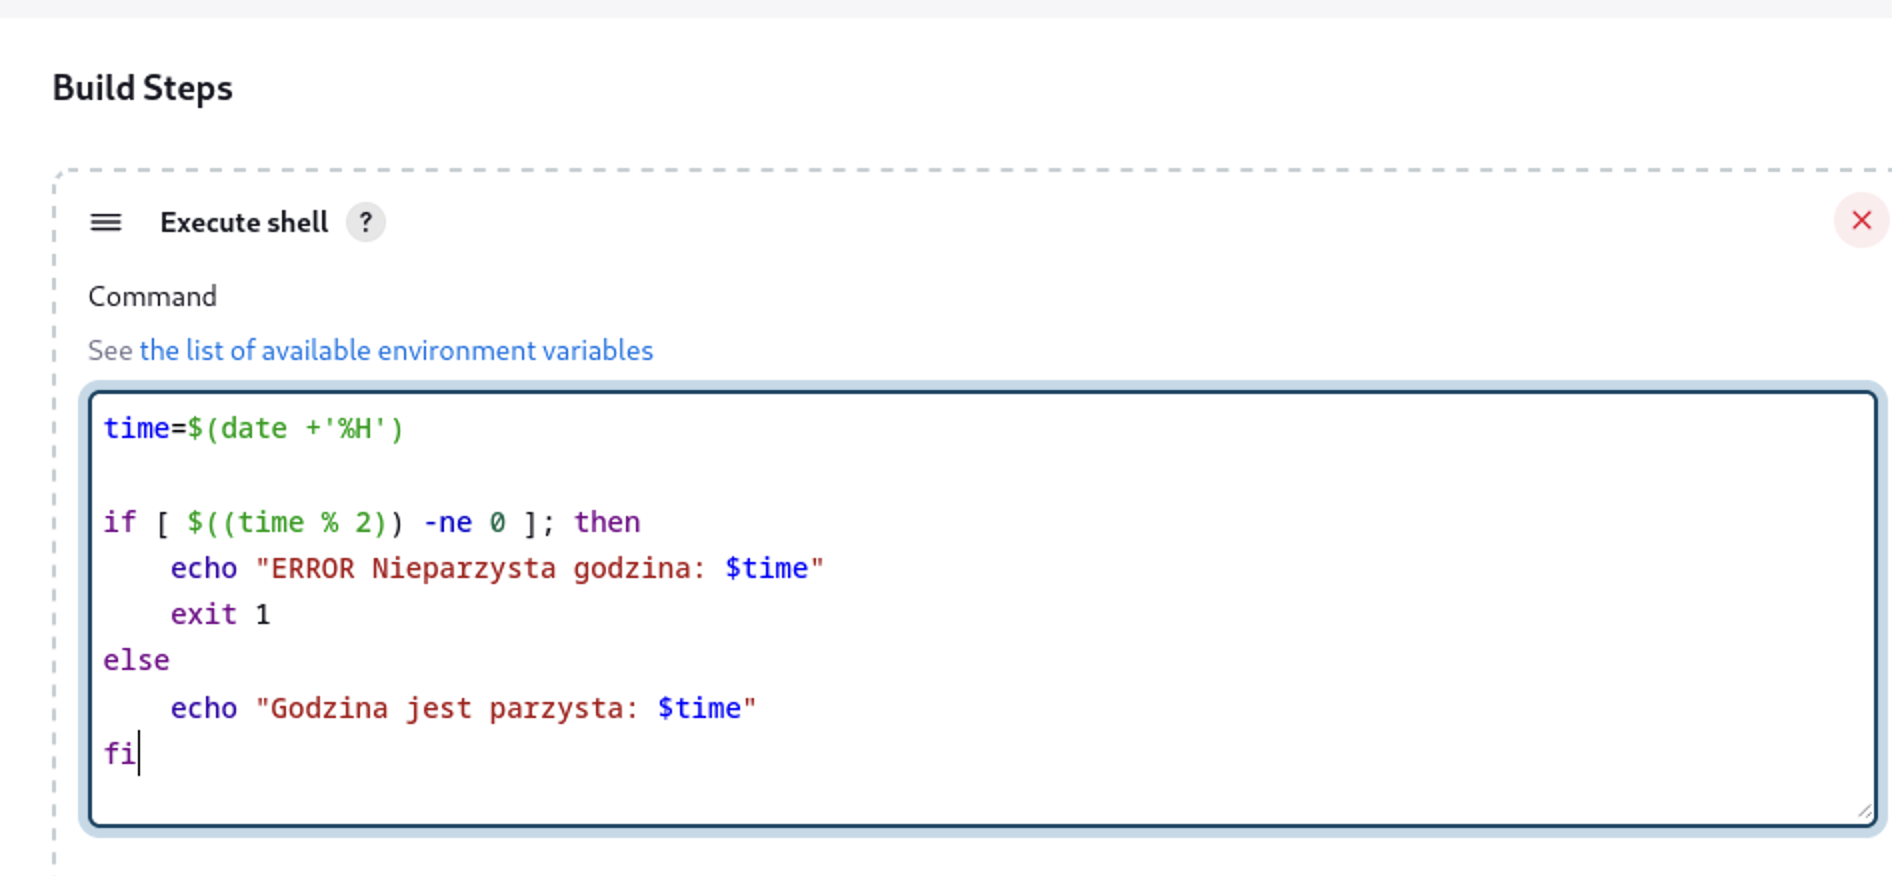 Build Steps
Execute shell ?
Command
See the list of available environment variables
time=$(date +'%H')
if [ $((time % 2)) -ne 0 ]; then
    echo "ERROR Nieparzysta godzina: $time"
    exit 1
else
    echo "Godzina jest parzysta: $time"
fi